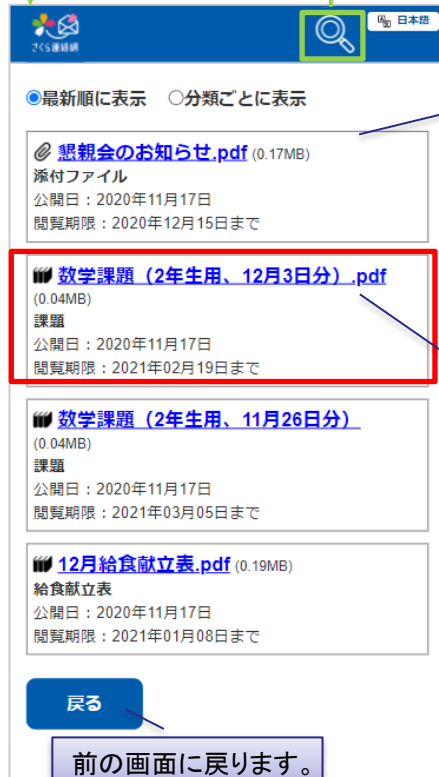 さくら連絡網
日本語
最新順に表示 分類ごとに表示
懇親会のお知らせ.pdf (0.17MB)
添付ファイル
公開日：2020年11月17日
閲覧期限：2020年12月15日まで
数学課題（2年生用、12月3日分）.pdf
(0.04MB)
課題
公開日：2020年11月17日
閲覧期限：2021年02月19日まで
数学課題（2年生用、11月26日分）
(0.04MB)
課題
公開日：2020年11月17日
閲覧期限：2021年03月05日まで
12月給食献立表.pdf (0.19MB)
給食献立表
公開日：2020年11月17日
閲覧期限：2021年01月08日まで
戻る
前の画面に戻ります。